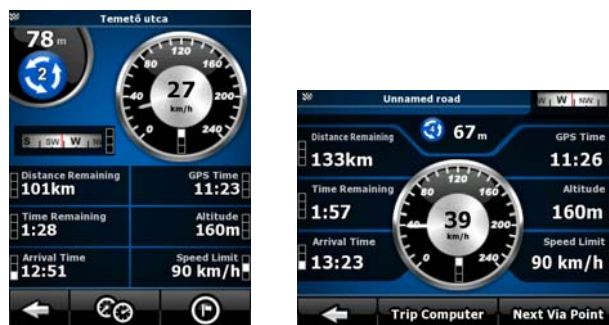 Temető utca
78 m
2
0 40 80 120 160 200 240
27
km/h
S SW W
Distance Remaining
101km
GPS Time
11:23
Time Remaining
1:28
Altitude
160m
Arrival Time
12:51
Speed Limit
90 km/h
Unnamed road
W W NW
67 m
Distance Remaining
133km
GPS Time
11:26
0 40 80 120 160 200 240
39
km/h
Time Remaining
1:57
Altitude
160m
Arrival Time
13:23
Speed Limit
90 km/h
Trip Computer
Next Via Point